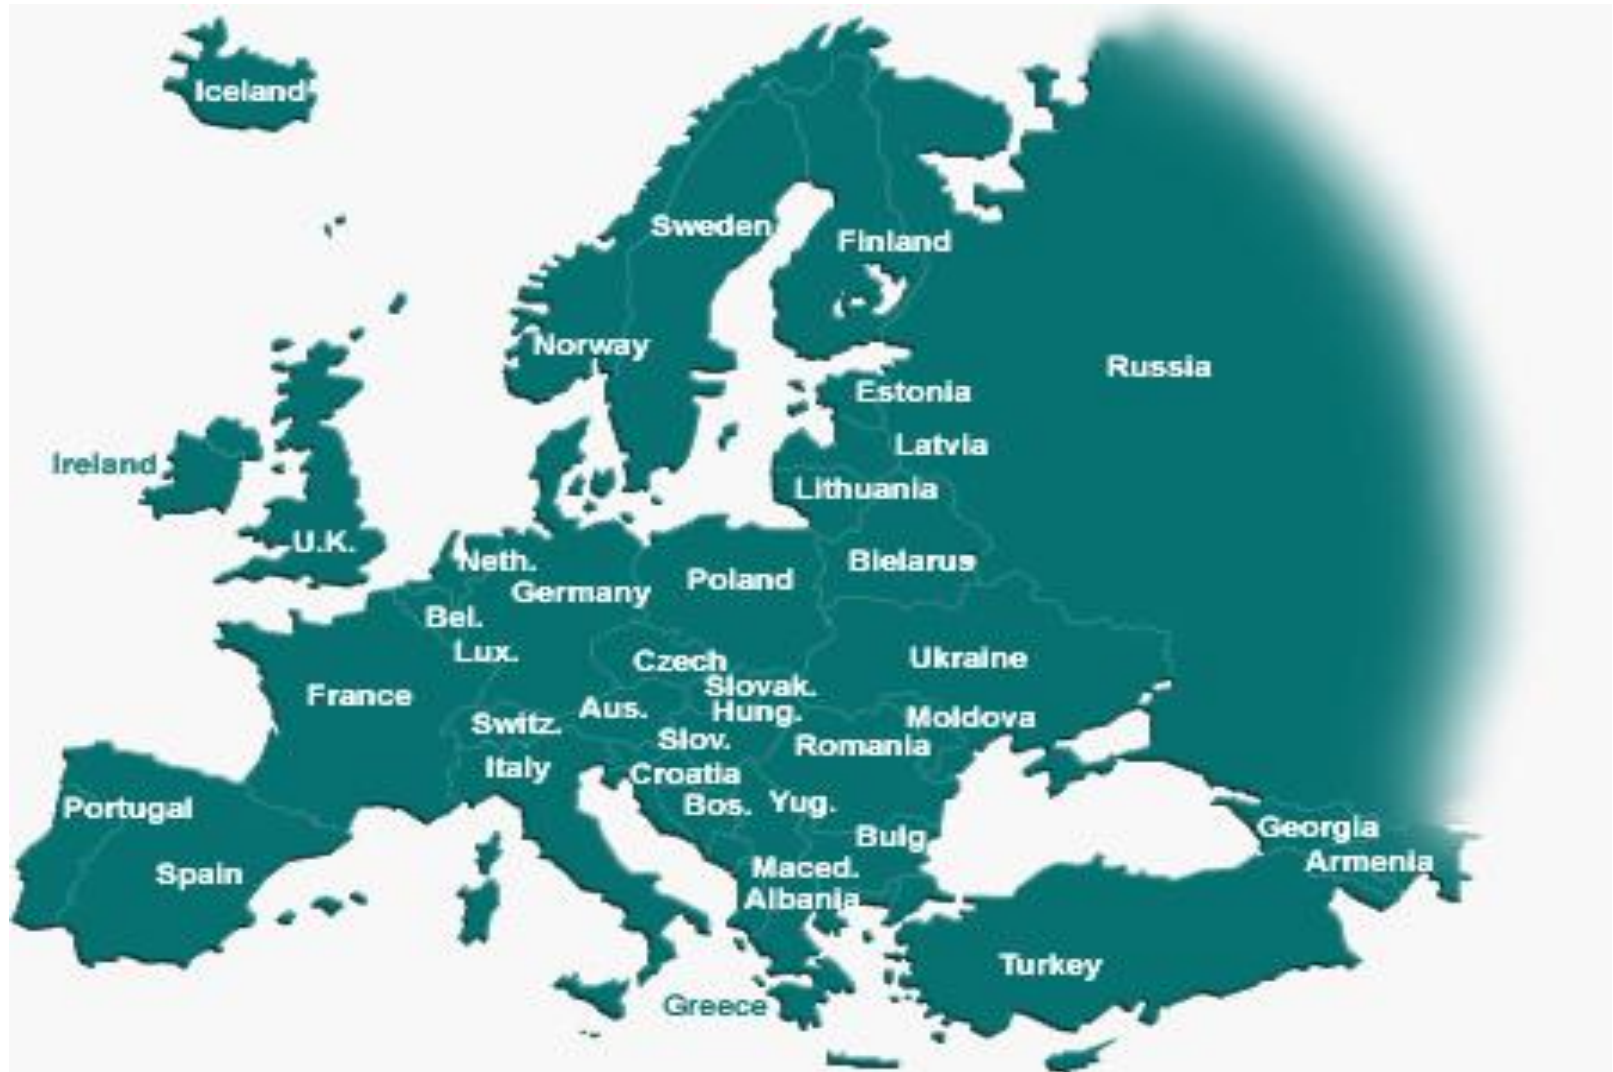 Iceland
Sweden
Finland
Norway
Russia
Estonia
Latvia
Ireland
Lithuania
U.K.
Neth.
Bielarus
Germany
Poland
Bel.
Lux.
Czech
Ukraine
Slovak.
France
Aus.
Hung.
Moldova
Switz.
Slov.
Romania
Italy
Croatia
Portugal
Bos.
Yug.
Georgia
Bulg.
Armenia
Spain
Maced.
Albania
Turkey
Greece